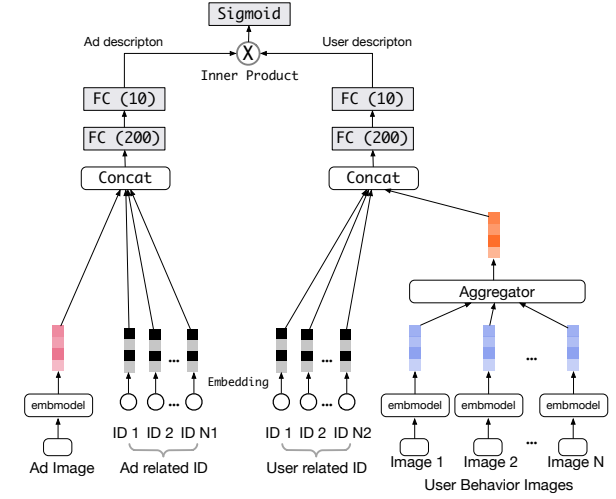 Sigmoid
Ad descripton
X
User descripton
Inner Product
FC (10)
FC (10)
FC (200)
FC (200)
Concat
Concat
Aggregator
...
...
...
Embedding
embmodel
embmodel
embmodel
embmodel
...
...
ID 1 ID 2 ID N1
ID 1 ID 2 ID N2
...
Ad Image
Ad related ID
User related ID
Image 1
Image 2
Image N
User Behavior Images